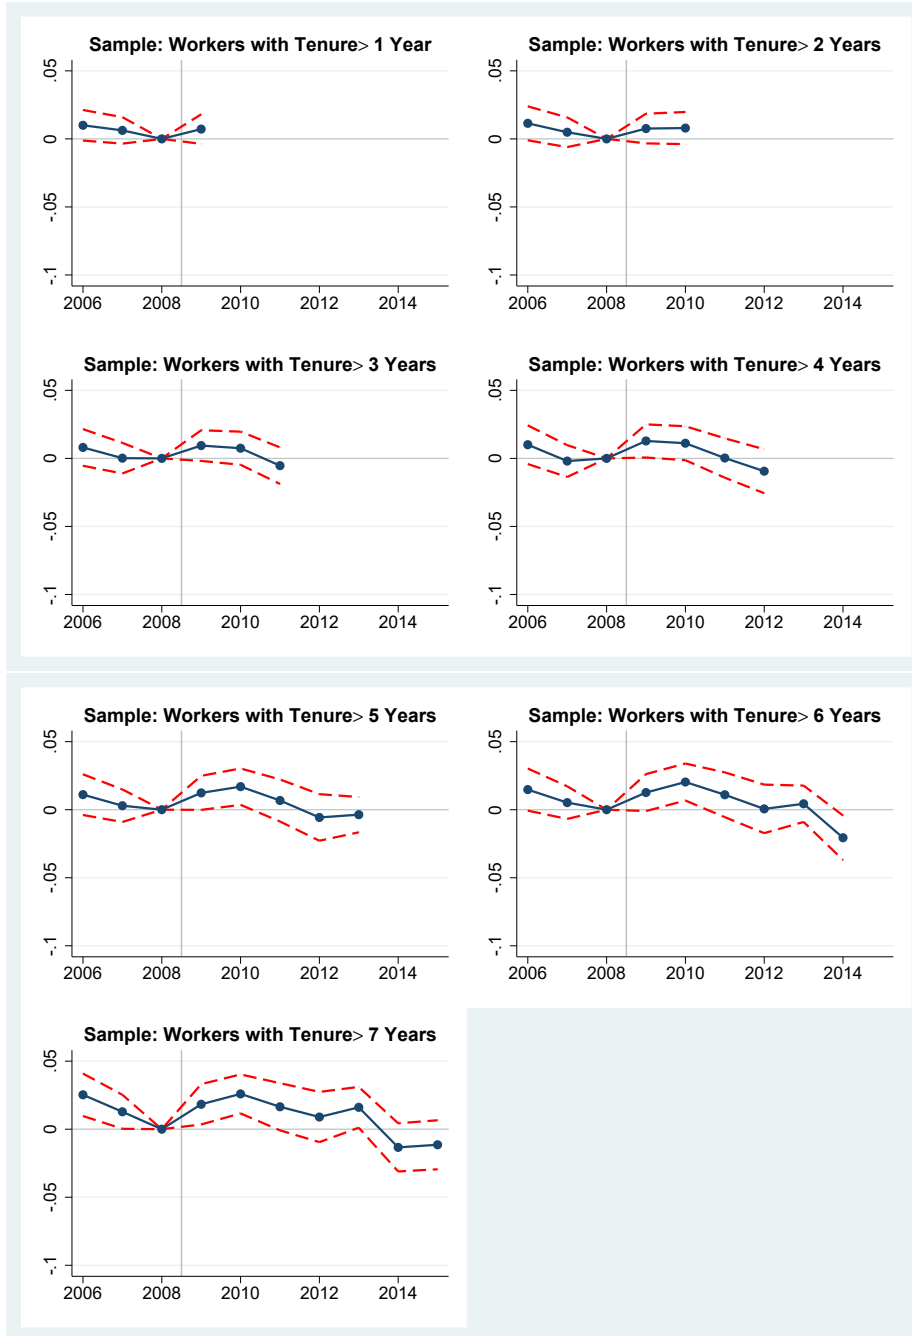 Sample: Workers with Tenure> 1 Year
.05
0
-.05
-.1
2006 2008 2010 2012 2014
Sample: Workers with Tenure> 2 Years
.05
0
-.05
-.1
2006 2008 2010 2012 2014
Sample: Workers with Tenure> 3 Years
.05
0
-.05
-.1
2006 2008 2010 2012 2014
Sample: Workers with Tenure> 4 Years
.05
0
-.05
-.1
2006 2008 2010 2012 2014
Sample: Workers with Tenure> 5 Years
.05
0
-.05
-.1
2006 2008 2010 2012 2014
Sample: Workers with Tenure> 6 Years
.05
0
-.05
-.1
2006 2008 2010 2012 2014
Sample: Workers with Tenure> 7 Years
.05
0
-.05
-.1
2006 2008 2010 2012 2014